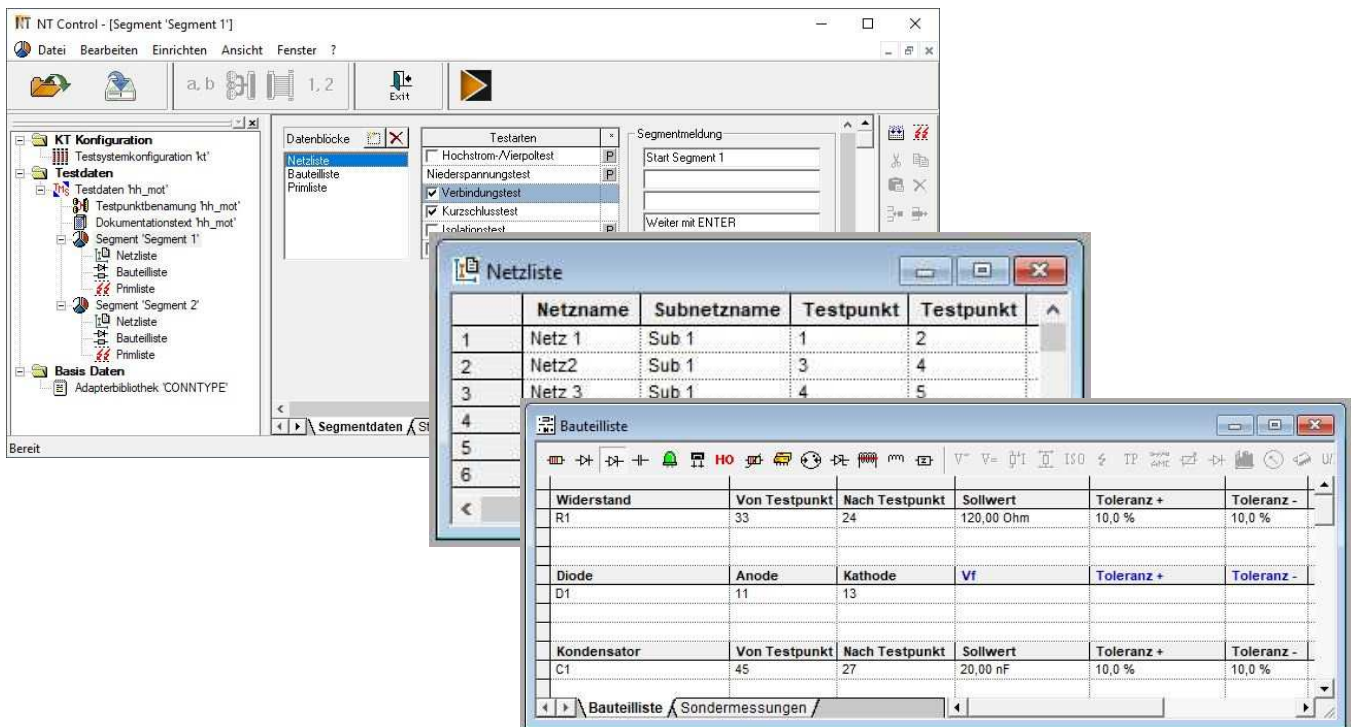 NT Control - [Segment 'Segment 1']
Datei Bearbeiten Einrichten Ansicht Fenster ?
a, b 1, 2 Exit
KT Konfiguration
Testsystemkonfiguration 'kt'
Testdaten
Testdaten 'hh_mot'
Testpunktbenamung 'hh_mot'
Dokumentationstext 'hh_mot'
Segment 'Segment 1'
Netzliste
Bauteilliste
Primliste
Segment 'Segment 2'
Netzliste
Bauteilliste
Primliste
Basis Daten
Adapterbibliothek 'CONNTYPE'
Datenblöcke
Netzliste
Bauteilliste
Primliste
Testarten
Hochstrom-/Vierpoltest P
Niederspannungstest P
Verbindungstest
Kurzschlusstest
Isolationstest P
Segmentmeldung
Start Segment 1
Weiter mit ENTER
Segmentdaten
Bereit
Netzliste
Netzname Subnetzname Testpunkt Testpunkt
1 Netz 1 Sub 1 1 2
2 Netz2 Sub 1 3 4
3 Netz 3 Sub 1 4 5
4
5
6
Bauteilliste
HO ISO TP
Widerstand Von Testpunkt Nach Testpunkt Sollwert Toleranz + Toleranz -
R1 33 24 120,00 Ohm 10,0 % 10,0 %
Diode Anode Kathode Vf Toleranz + Toleranz -
D1 11 13
Kondensator Von Testpunkt Nach Testpunkt Sollwert Toleranz + Toleranz -
C1 45 27 20,00 nF 10,0 % 10,0 %
Bauteilliste Sondermessungen